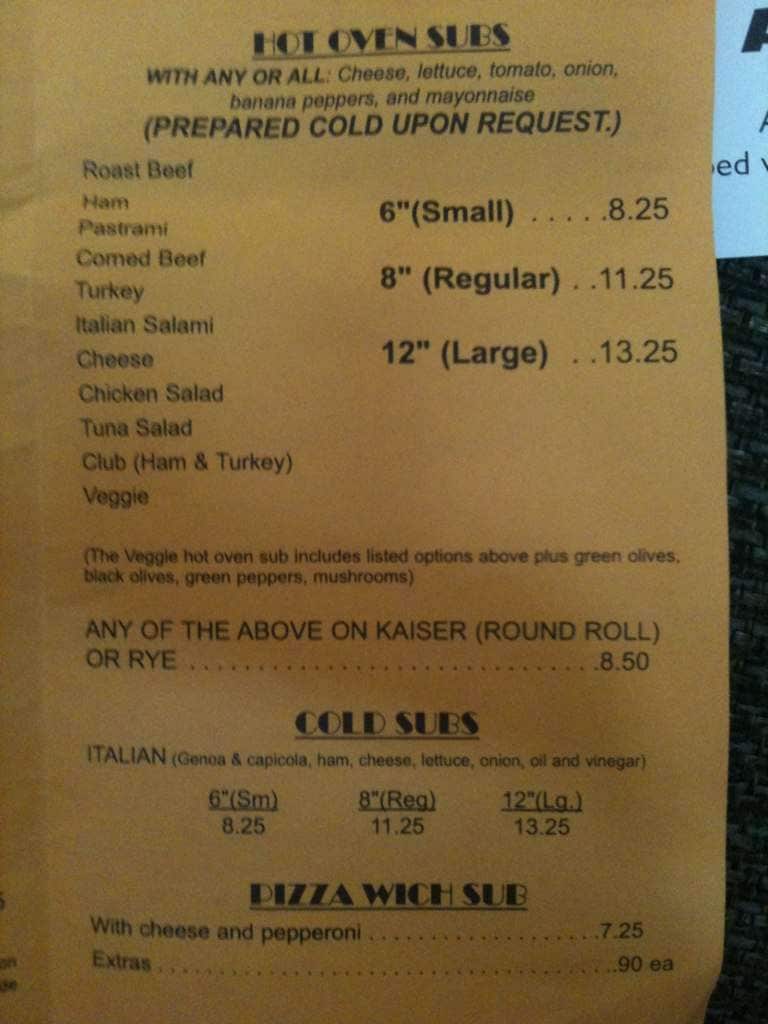 HOT OVEN SUBS
WITH ANY OR ALL: Cheese, lettuce, tomato, onion,
banana peppers, and mayonnaise
(PREPARED COLD UPON REQUEST.)
Roast Beef
Ham
Pastrami
Corned Beef
Turkey
Italian Salami
Cheese
Chicken Salad
Tuna Salad
Club (Ham & Turkey)
Veggie
6"(Small) . . . . .8.25
8" (Regular) . .11.25
12" (Large) . .13.25
(The Veggie hot oven sub includes listed options above plus green olives,
black olives, green peppers, mushrooms)
ANY OF THE ABOVE ON KAISER (ROUND ROLL)
OR RYE . . . . . . . . . . . . . . . . . . . . . . . . . . . . . .8.50
COLD SUBS
ITALIAN (Genoa & capicola, ham, cheese, lettuce, onion, oil and vinegar)
6"(Sm) 8"(Reg) 12"(Lg.)
8.25 11.25 13.25
PIZZA WICH SUB
With cheese and pepperoni . . . . . . . . . . . . . . . . . . .7.25
Extras . . . . . . . . . . . . . . . . . . . . . . . . . . . . . . . . . . . . . .90 ea